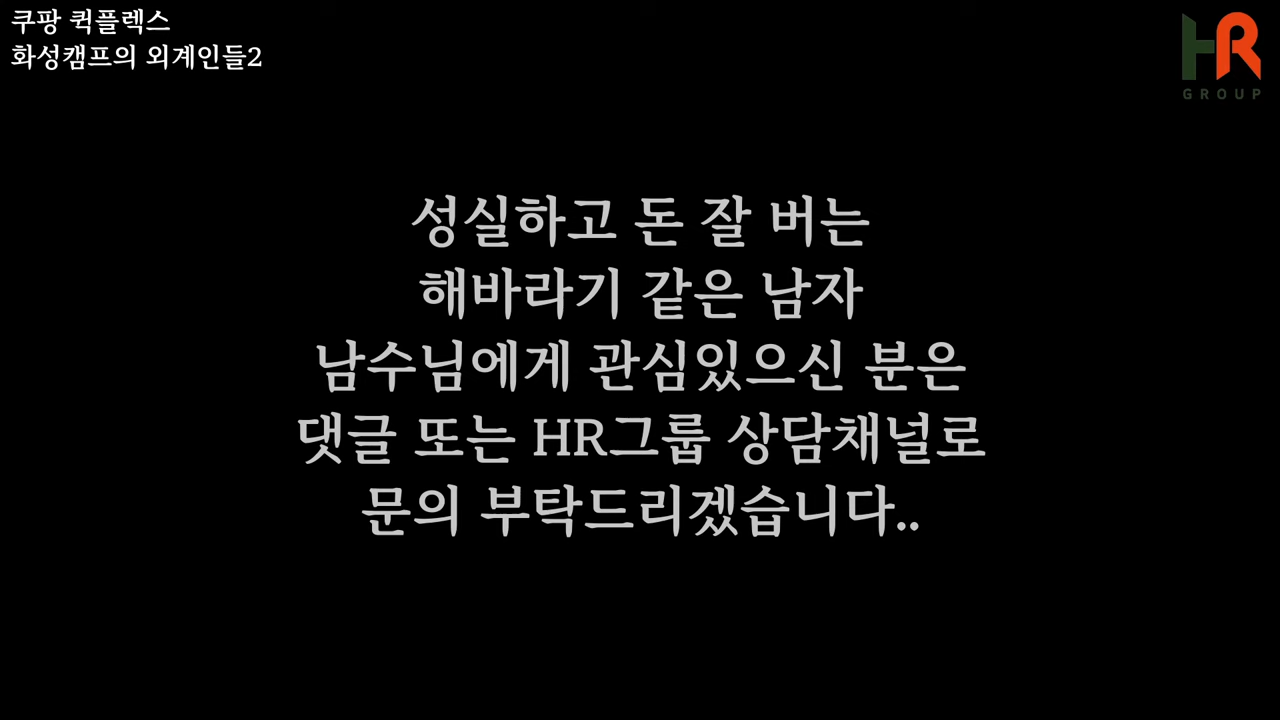 쿠팡 퀵플렉스
화성캠프의 외계인들2
HR
GROUP
성실하고 돈 잘 버는
해바라기 같은 남자
남수님에게 관심있으신 분은
댓글 또는 HR그룹 상담채널로
문의 부탁드리겠습니다..